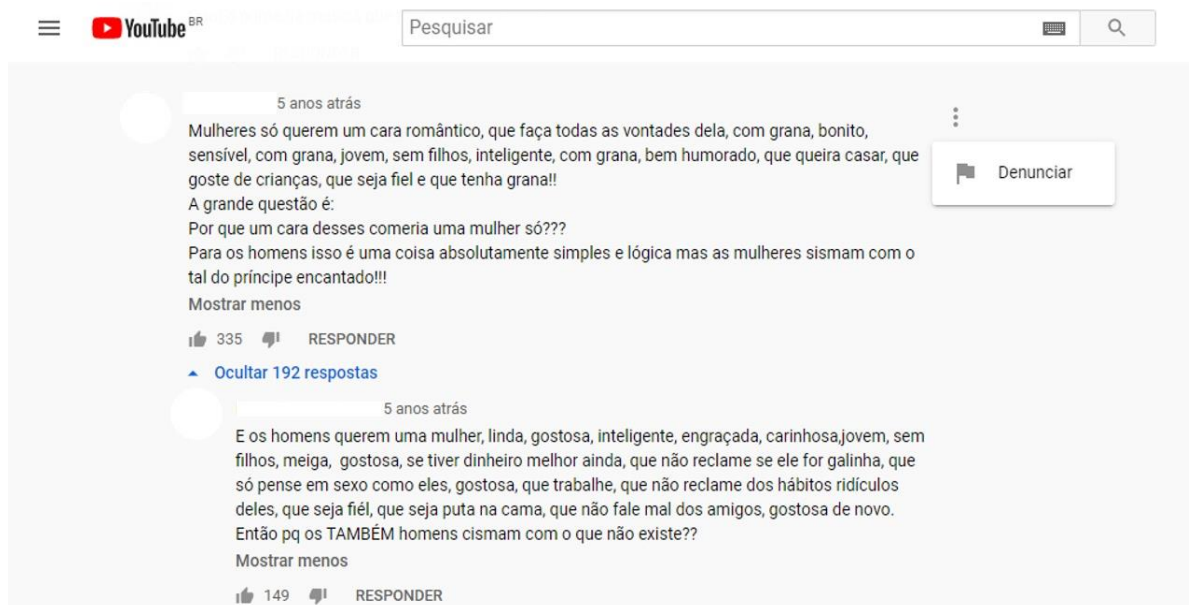 YouTube BR
Pesquisar
5 anos atrás
Mulheres só querem um cara romântico, que faça todas as vontades dela, com grana, bonito,
sensível, com grana, jovem, sem filhos, inteligente, com grana, bem humorado, que queira casar, que
goste de crianças, que seja fiel e que tenha grana!!
A grande questão é:
Por que um cara desses comeria uma mulher só???
Para os homens isso é uma coisa absolutamente simples e lógica mas as mulheres sismam com o
tal do príncipe encantado!!!
Mostrar menos
335 RESPONDER
Denunciar
Ocultar 192 respostas
5 anos atrás
E os homens querem uma mulher, linda, gostosa, inteligente, engraçada, carinhosa,jovem, sem
filhos, meiga, gostosa, se tiver dinheiro melhor ainda, que não reclame se ele for galinha, que
só pense em sexo como eles, gostosa, que trabalhe, que não reclame dos hábitos ridículos
deles, que seja fiél, que seja puta na cama, que não fale mal dos amigos, gostosa de novo.
Então pq os TAMBÉM homens cismam com o que não existe??
Mostrar menos
149 RESPONDER